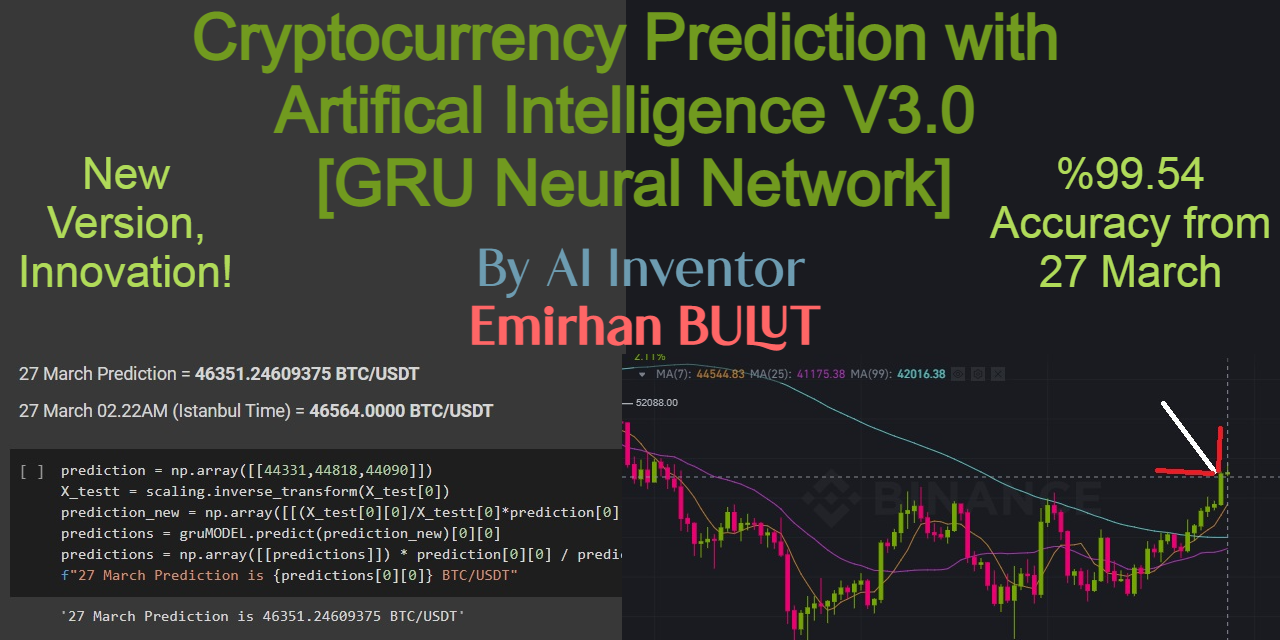 Cryptocurrency Prediction with
Artifical Intelligence V3.0
[GRU Neural Network]
New
Version,
Innovation!
%99.54
Accuracy from
27 March
By AI Inventor
Emirhan BULUT
27 March Prediction = 46351.24609375 BTC/USDT
27 March 02.22AM (Istanbul Time) = 46564.0000 BTC/USDT
[ ] prediction = np.array([[44331,44818,44090]])
X_testt = scaling.inverse_transform(X_test[0])
prediction_new = np.array([[(X_test[0][0]/X_testt[0]*prediction[0]
predictions = gruMODEL.predict(prediction_new)[0][0]
predictions = np.array([[predictions]]) * prediction[0][0] / predic
f"27 March Prediction is {predictions[0][0]} BTC/USDT"
'27 March Prediction is 46351.24609375 BTC/USDT'
2.11%
MA(7): 44544.83 MA(25): 41175.38 MA(99): 42016.38
52088.00
BINANCE